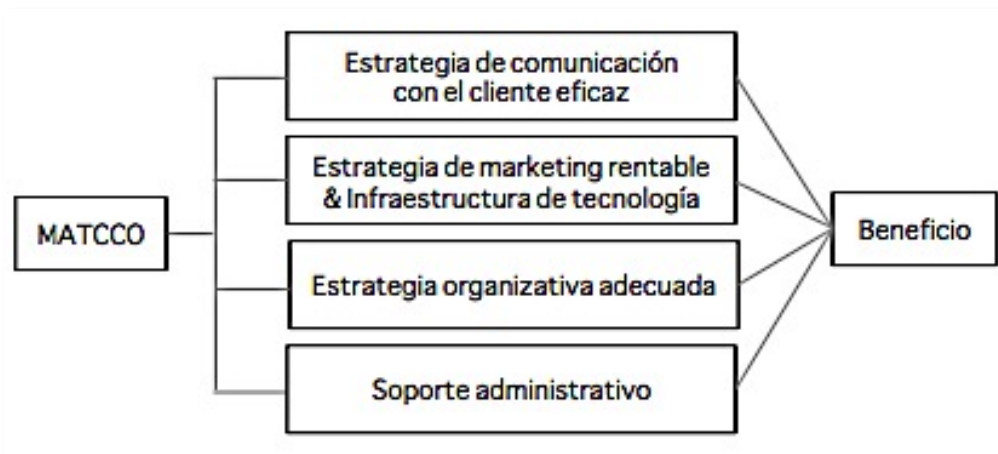 MATCCO
Estrategia de comunicación
con el cliente eficaz
Estrategia de marketing rentable
& Infraestructura de tecnología
Estrategia organizativa adecuada
Soporte administrativo
Beneficio